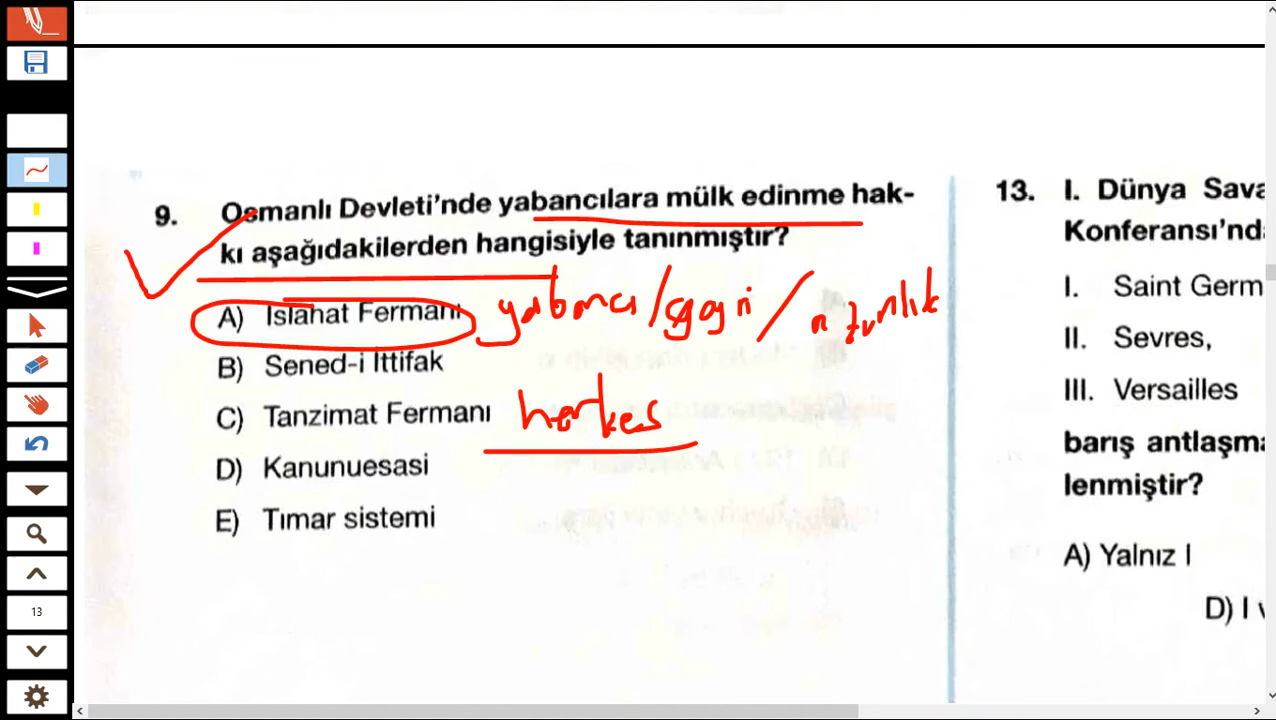 9. Osmanlı Devleti'nde yabancılara mülk edinme hak-
kı aşağıdakilerden hangisiyle tanınmıştır?
A) Islahat Fermanı yabancı / / azınlık
B) Sened-i İttifak
C) Tanzimat Fermanı herkes
D) Kanunuesasi
E) Tımar sistemi
13. I. Dünya Sava
Konferansı'nd
I. Saint Germ
II. Sevres,
III. Versailles
barış antlaşma
lenmiştir?
A) Yalnız I
D) I v
13